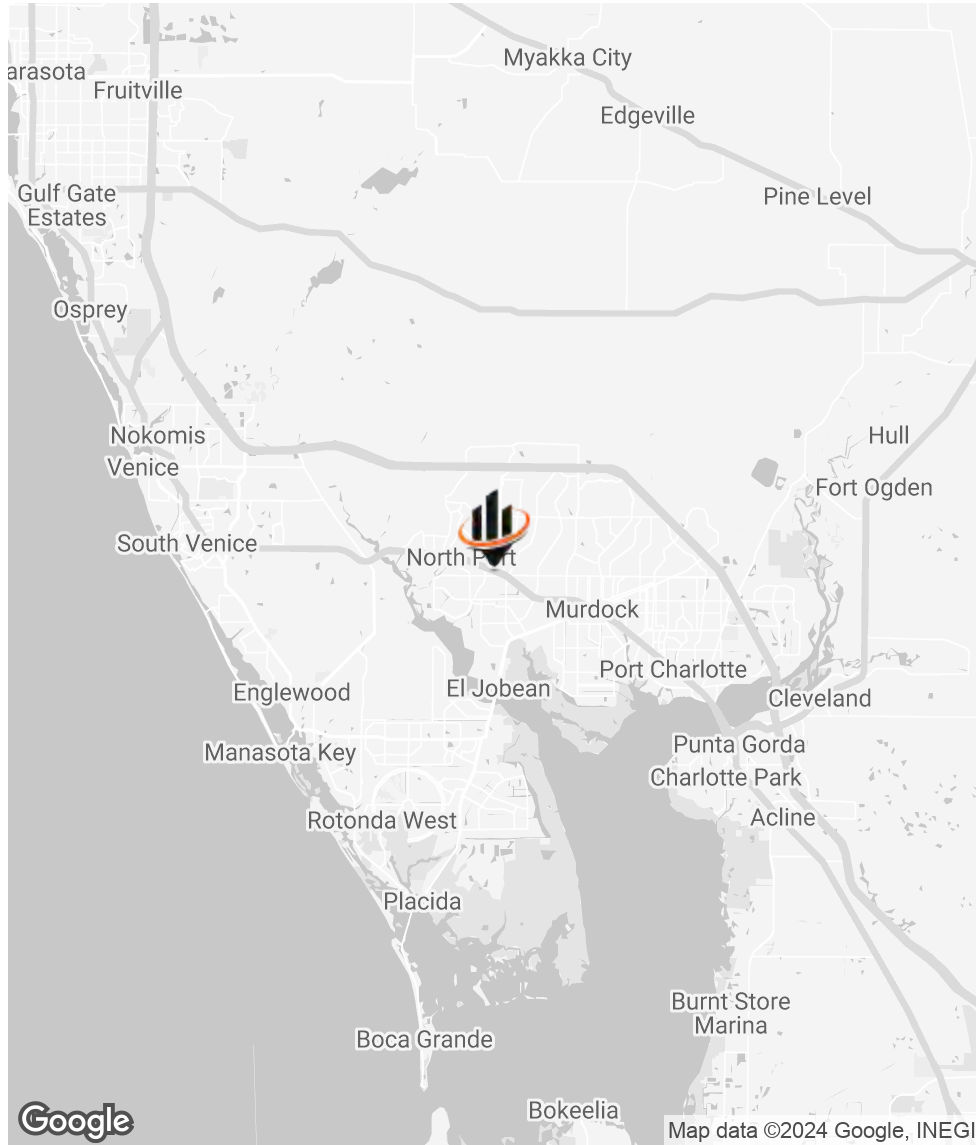 Myakka City
arasota
Fruitville
Edgeville
Gulf Gate
Estates
Pine Level
Osprey
Nokomis
Hull
Venice
Fort Ogden
South Venice
North Port
Murdock
Port Charlotte
El Jobean
Englewood
Cleveland
Punta Gorda
Manasota Key
Charlotte Park
Acline
Rotonda West
Placida
Burnt Store
Marina
Boca Grande
Bokeelia
Google
Map data ©2024 Google, INEGI